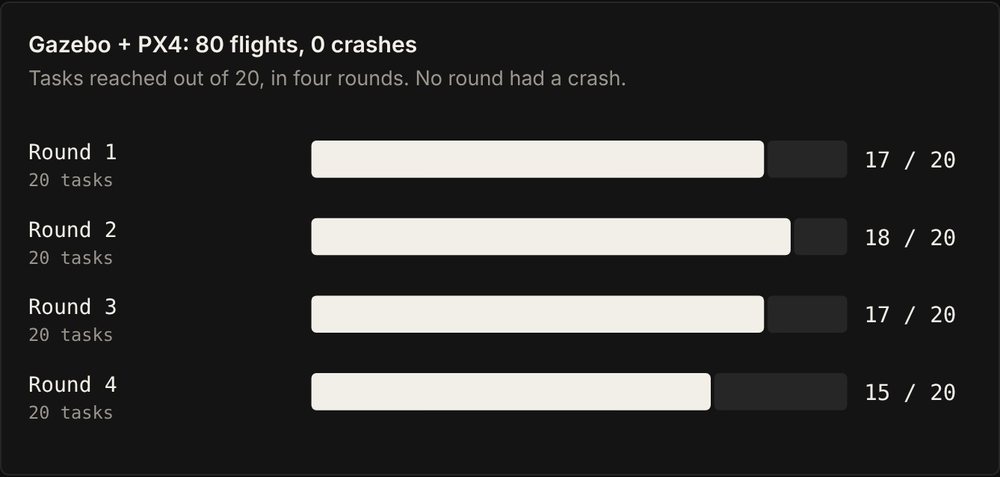 Gazebo + PX4: 80 flights, 0 crashes
Tasks reached out of 20, in four rounds. No round had a crash.
Round 1
17 / 20
20 tasks
Round 2
18 / 20
20 tasks
Round 3
17 / 20
20 tasks
Round 4
15 / 20
20 tasks